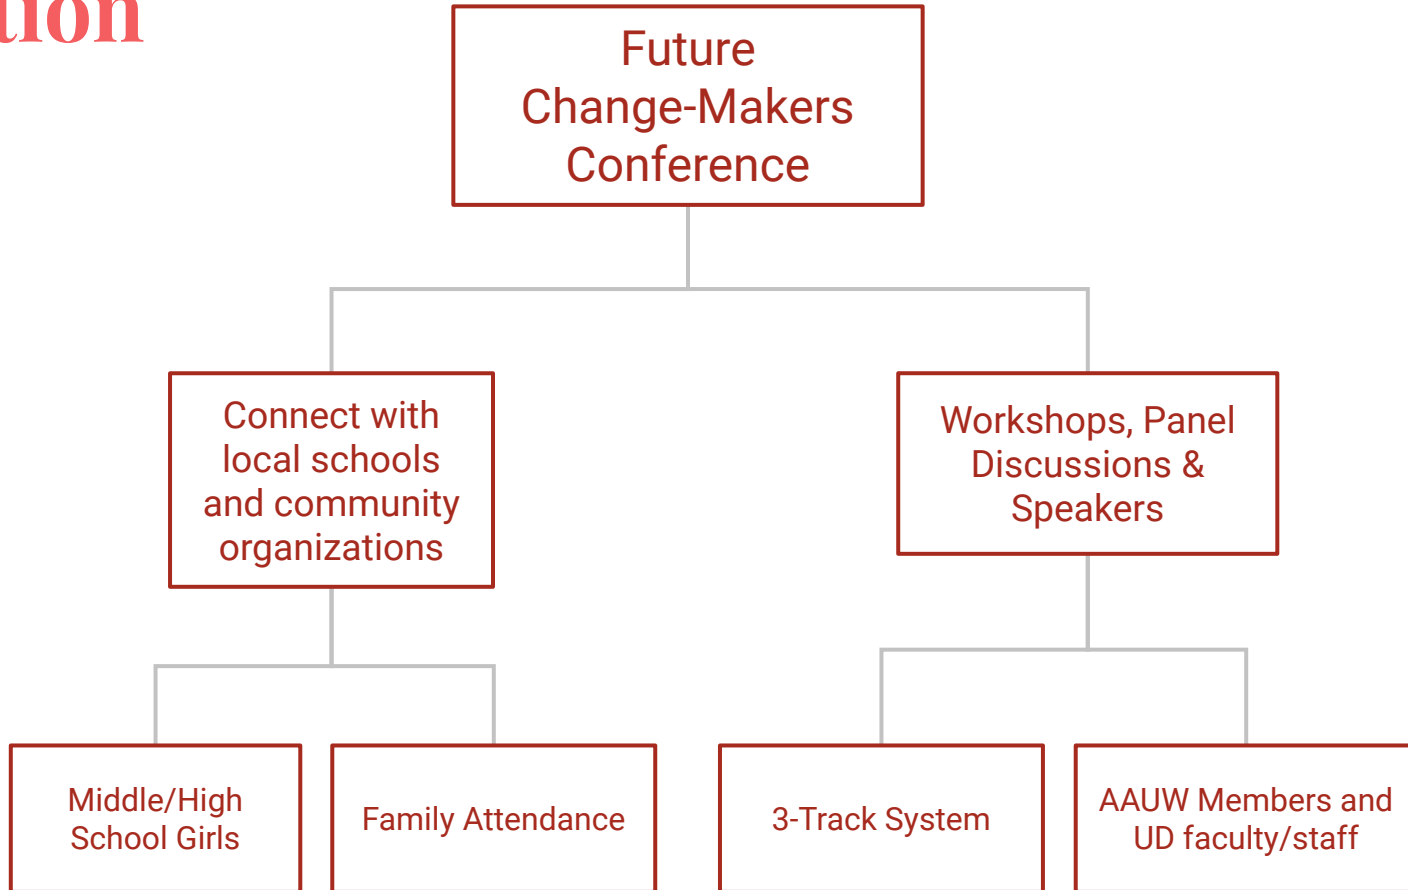 tion
Future
Change-Makers
Conference
Connect with
local schools
and community
organizations
Workshops, Panel
Discussions &
Speakers
Middle/High
School Girls
Family Attendance
3-Track System
AAUW Members and
UD faculty/staff